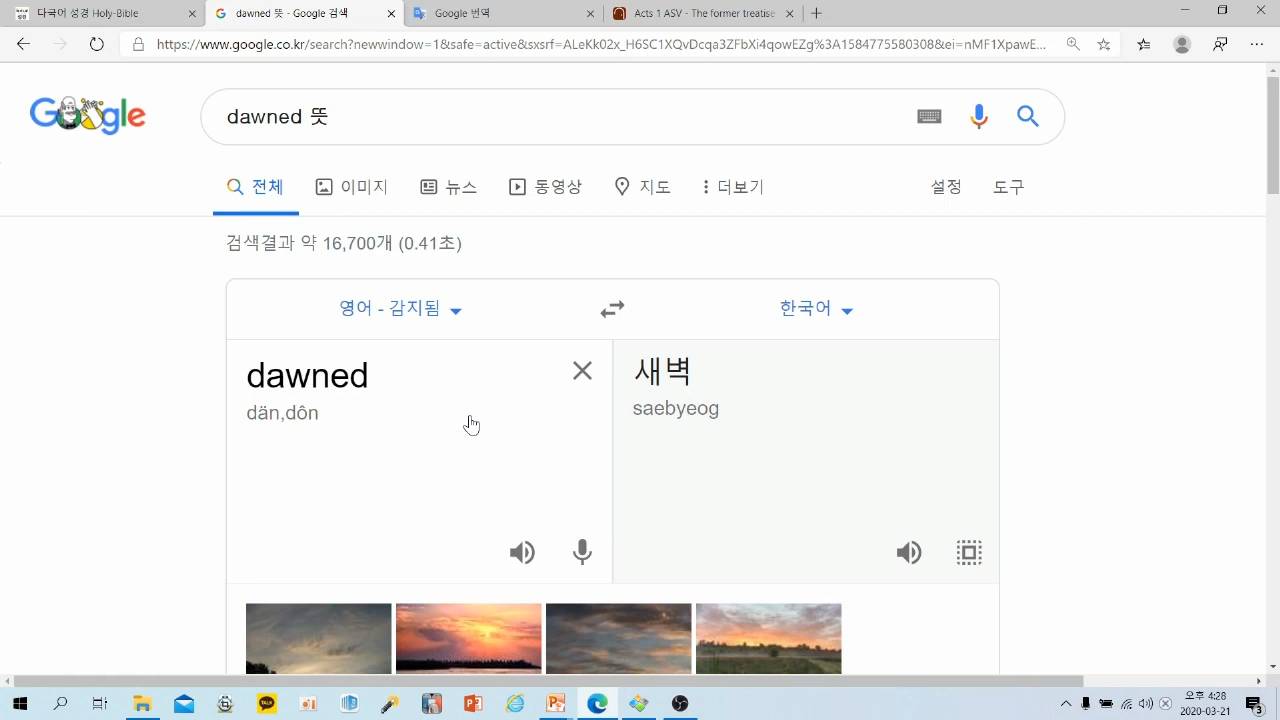 다국어 성경 Holy-Bible
dawned 뜻 - Google 검색
Google 번역
Acts 1 ASV - The former treatise
https://www.google.co.kr/search?newwindow=1&safe=active&sxsrf=ALeKk02x_H6SC1XQvDcqa3ZFbXi4qowEZg%3A1584775580308&ei=nMF1XpawE...
Google
dawned 뜻
전체 이미지 뉴스 동영상 지도 더보기 설정 도구
검색결과 약 16,700개 (0.41초)
영어 - 감지됨 한국어
dawned 새벽
dän,dôn saebyeog
TALK
오후 4:28
2020-03-21
3